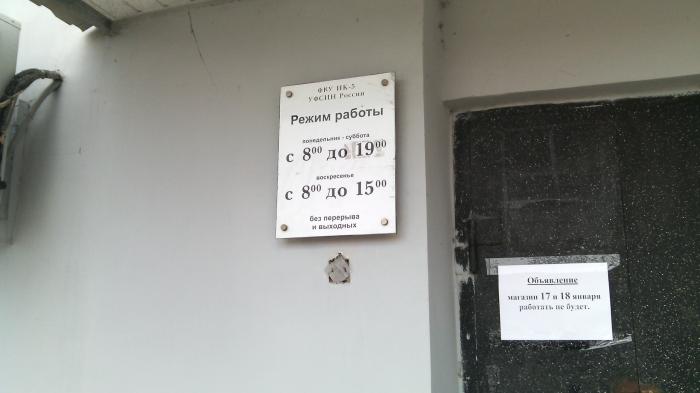 ФКУ ИК-5
УФСИН России
Режим работы
понедельник - суббота
с 8⁰⁰ до 19⁰⁰
воскресенье
с 8⁰⁰ до 15⁰⁰
без перерыва
и выходных
Объявление
магазин 17 и 18 января
работать не будет.